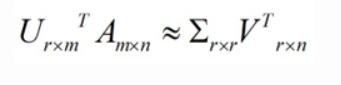 U_{r×m}^T A_{m×n} ≈ Σ_{r×r} V^T_{r×n}